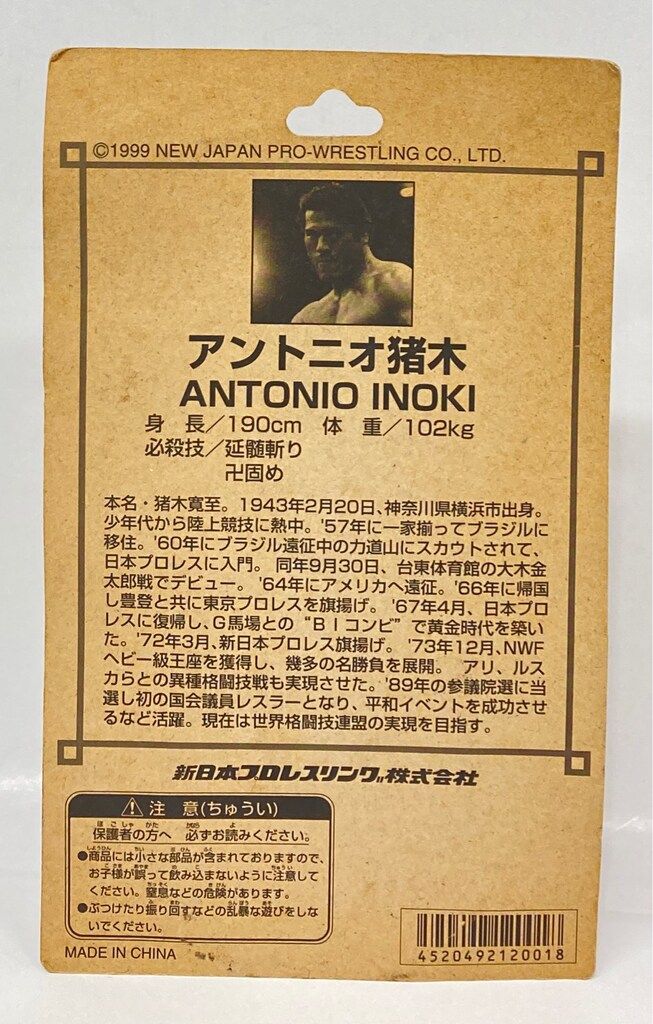 ©1999 NEW JAPAN PRO-WRESTLING CO., LTD.
アントニオ猪木
ANTONIO INOKI
身　長／190cm　体　重／102kg
必殺技／延髄斬り
卍固め
本名・猪木寛至。1943年2月20日、神奈川県横浜市出身。
少年代から陸上競技に熱中。'57年に一家揃ってブラジルに
移住。'60年にブラジル遠征中の力道山にスカウトされて、
日本プロレスに入門。同年9月30日、台東体育館の大木金
太郎戦でデビュー。'64年にアメリカへ遠征。'66年に帰国
し豊登と共に東京プロレスを旗揚げ。'67年4月、日本プロ
レスに復帰し、G馬場との“BIコンビ”で黄金時代を築い
た。'72年3月、新日本プロレス旗揚げ。'73年12月、NWF
ヘビー級王座を獲得し、幾多の名勝負を展開。アリ、ルス
カらとの異種格闘技戦も実現させた。'89年の参議院選に当
選し初の国会議員レスラーとなり、平和イベントを成功させ
るなど活躍。現在は世界格闘技連盟の実現を目指す。
新日本プロレスリング株式会社
⚠注　意(ちゅうい)
保護者の方へ　必ずお読みください。
●商品には小さな部品が含まれておりますので、
お子様が誤って飲み込まないように注意して
ください。窒息などの危険があります。
●ぶつけたり振り回すなどの乱暴な遊びをしな
いでください。
MADE IN CHINA
4520492120018